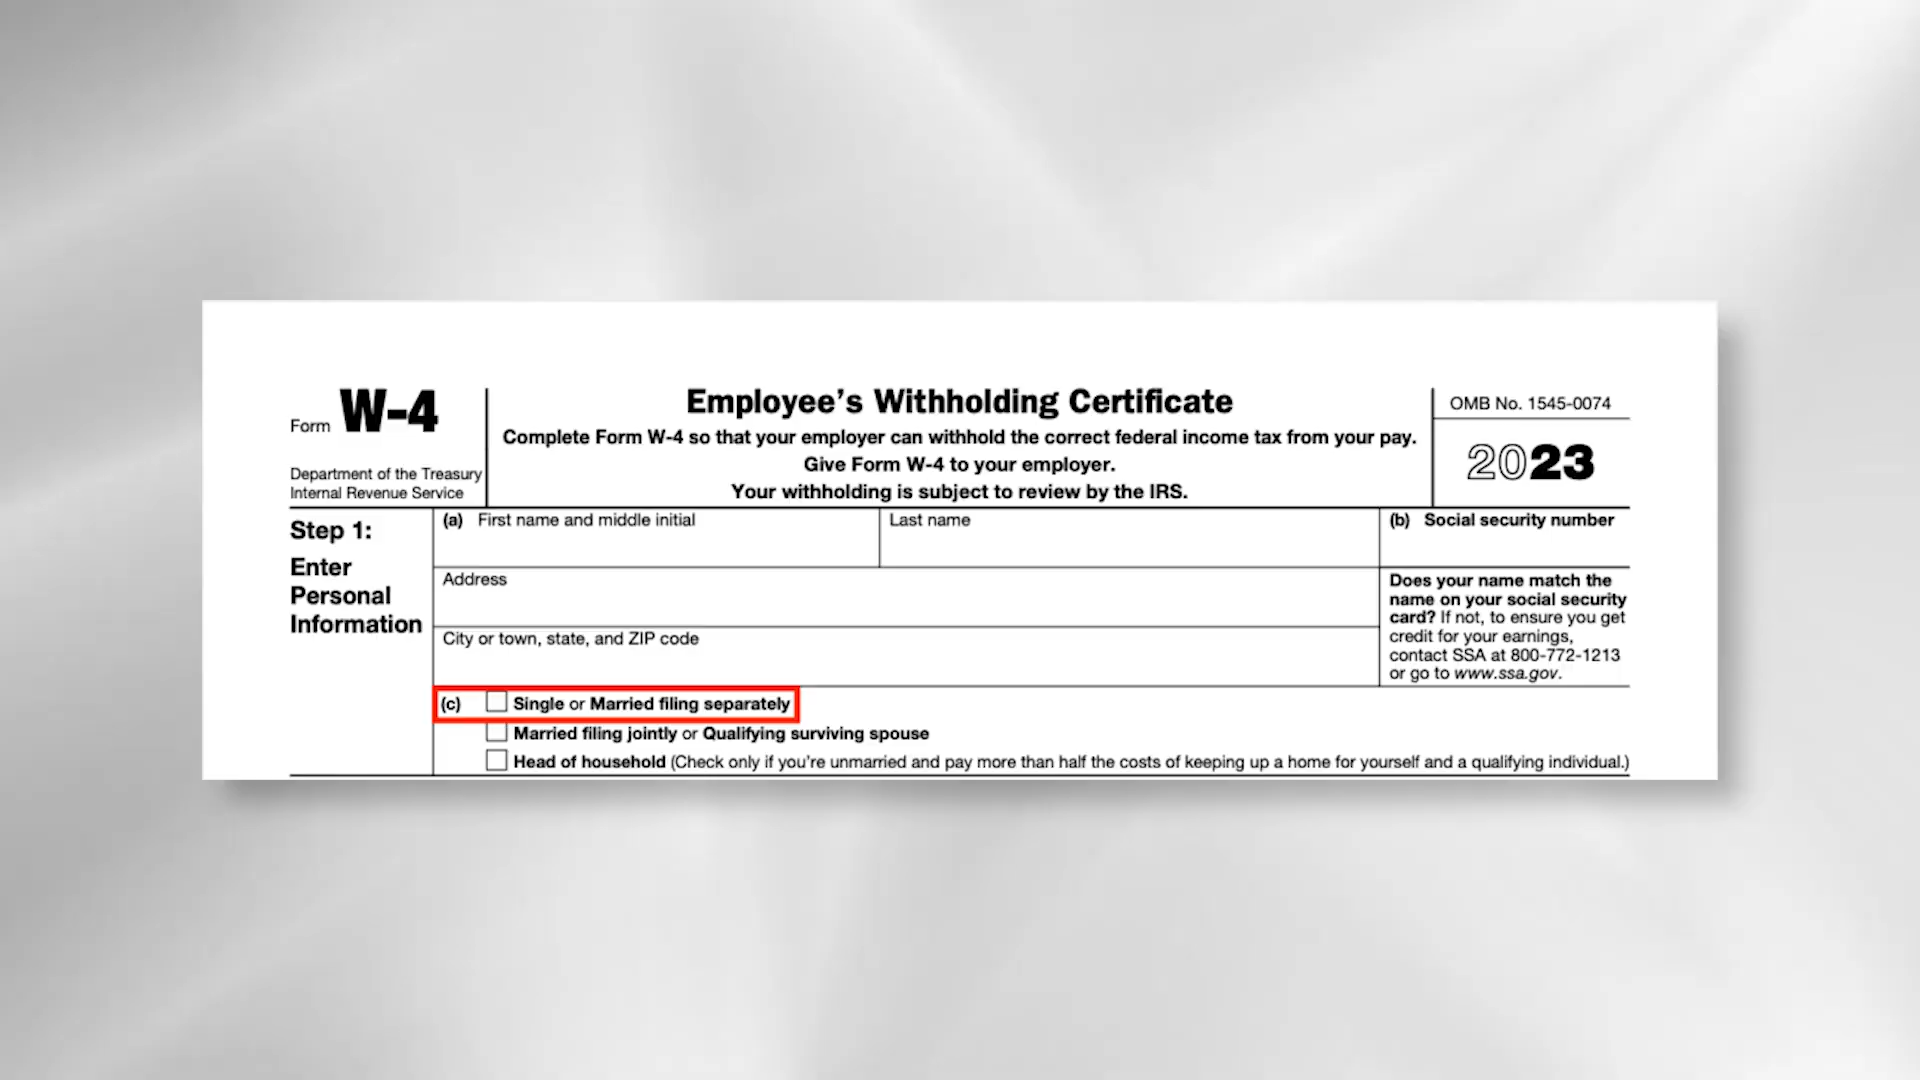 Form W-4
Department of the Treasury
Internal Revenue Service
Employee’s Withholding Certificate
Complete Form W-4 so that your employer can withhold the correct federal income tax from your pay.
Give Form W-4 to your employer.
Your withholding is subject to review by the IRS.
OMB No. 1545-0074
2023
Step 1:
Enter
Personal
Information
(a) First name and middle initial
Last name
(b) Social security number
Address
City or town, state, and ZIP code
Does your name match the
name on your social security
card? If not, to ensure you get
credit for your earnings,
contact SSA at 800-772-1213
or go to www.ssa.gov.
(c) Single or Married filing separately
Married filing jointly or Qualifying surviving spouse
Head of household (Check only if you’re unmarried and pay more than half the costs of keeping up a home for yourself and a qualifying individual.)